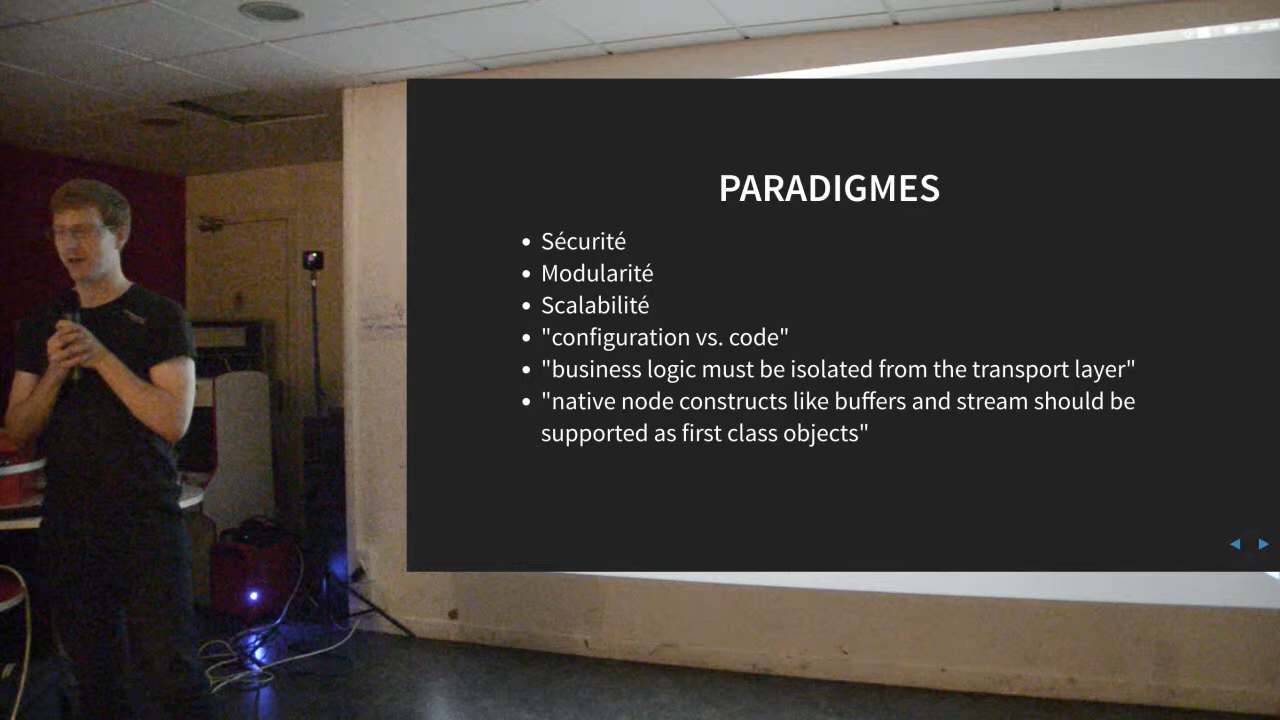 PARADIGMES
• Sécurité
• Modularité
• Scalabilité
• "configuration vs. code"
• "business logic must be isolated from the transport layer"
• "native node constructs like buffers and stream should be
supported as first class objects"